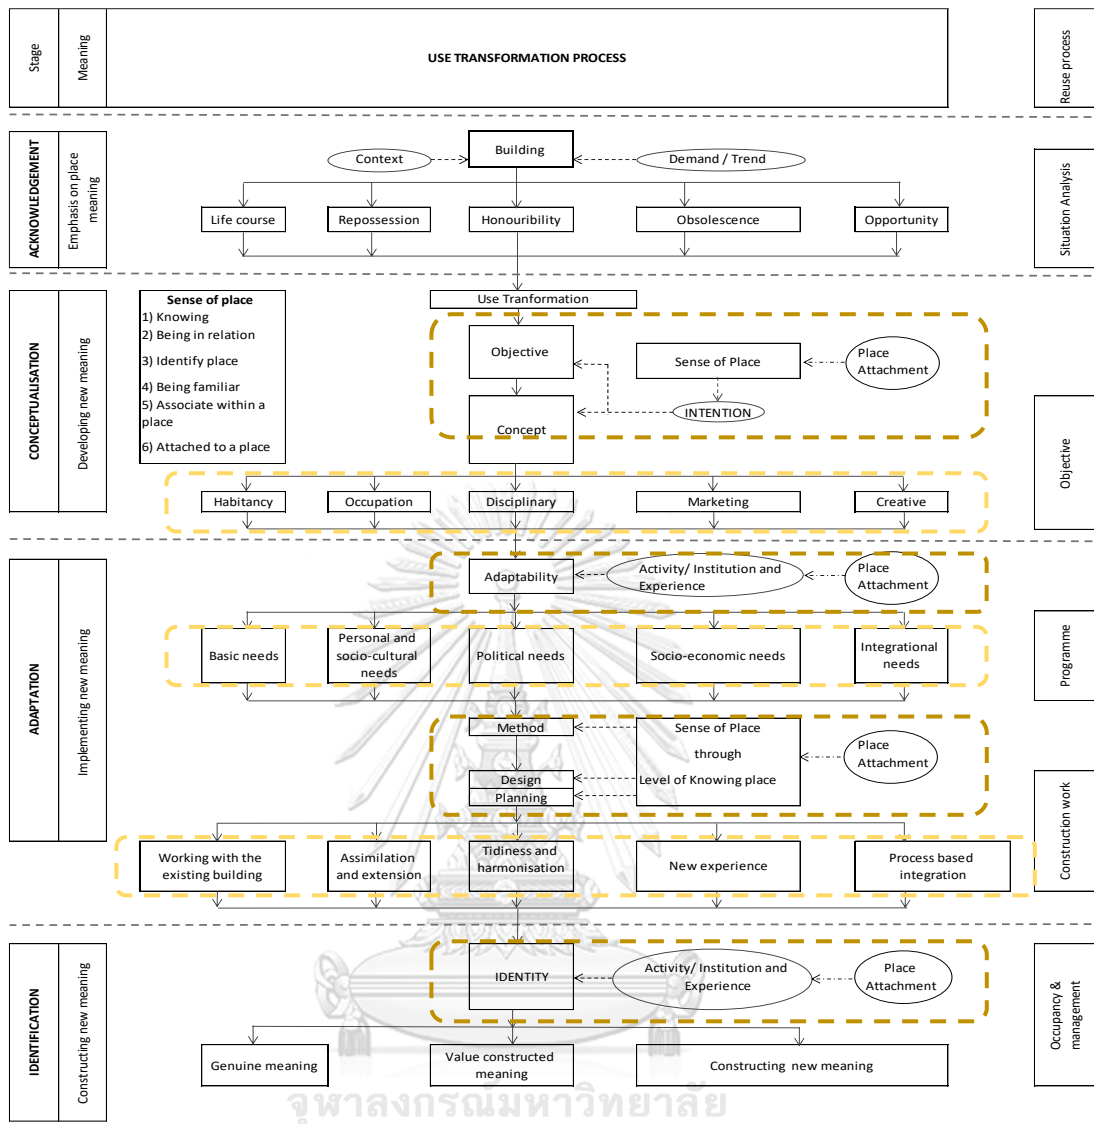 Stage
Meaning
USE TRANSFORMATION PROCESS
Reuse process
ACKNOWLEDGEMENT
Emphasis on place
meaning
Context
Building
Demand / Trend
Life course
Repossession
Honouribility
Obsolescence
Opportunity
Situation Analysis
CONCEPTUALISATION
Developing new meaning
Sense of place
1) Knowing
2) Being in relation
3) Identify place
4) Being familiar
5) Associate within a
place
6) Attached to a place
Use Tranformation
Objective
Sense of Place
Place
Attachment
INTENTION
Concept
Habitancy
Occupation
Disciplinary
Marketing
Creative
Objective
ADAPTATION
Implementing new meaning
Adaptability
Activity/ Institution and
Experience
Place
Attachment
Basic needs
Personal and
socio-cultural
needs
Political needs
Socio-economic needs
Integrational
needs
Programme
Method
Sense of Place
through
Level of Knowing place
Place
Attachment
Design
Planning
Working with the
existing building
Assimilation
and extension
Tidiness and
harmonisation
New experience
Process based
integration
Construction work
IDENTIFICATION
Constructing new meaning
IDENTITY
Activity/ Institution and
Experience
Place
Attachment
Genuine meaning
Value constructed
meaning
Constructing new meaning
Occupancy &
management
จุฬาลงกรณ์มหาวิทยาลัย